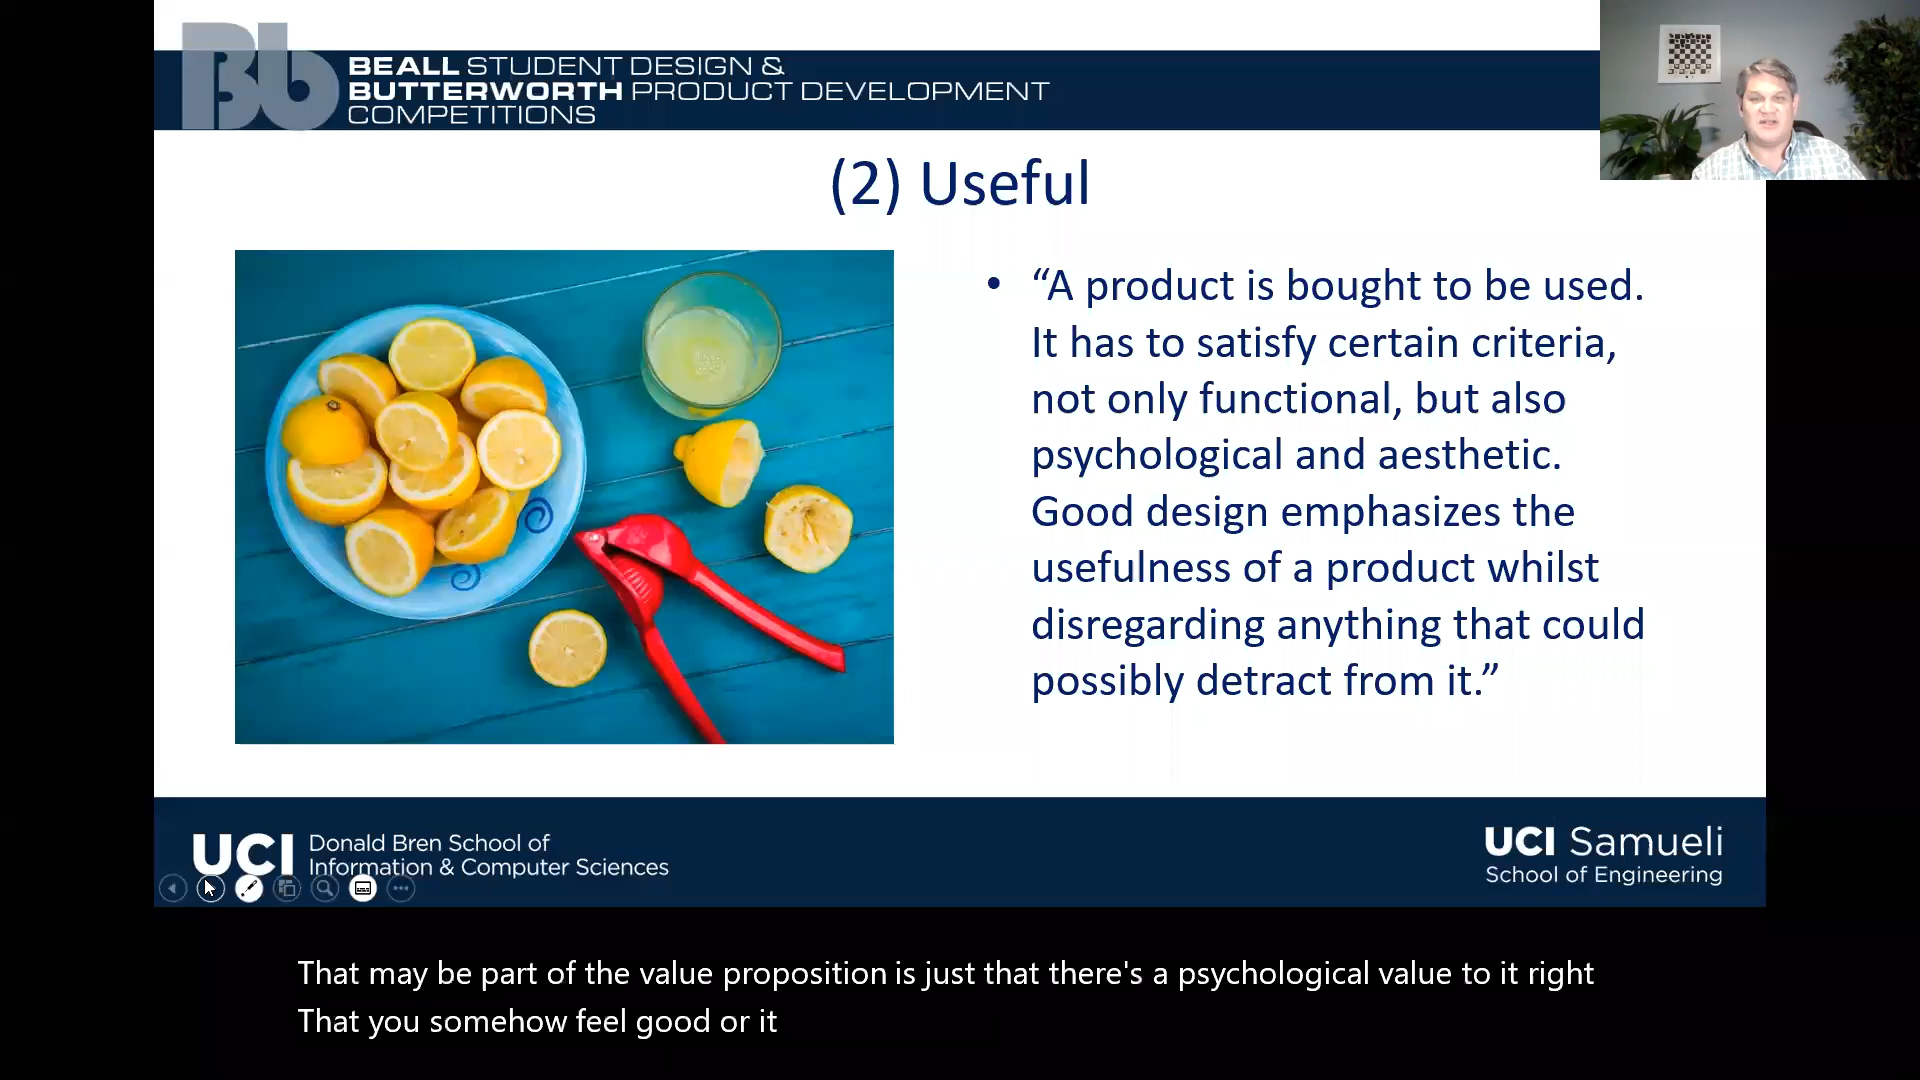 Bb
BEALL STUDENT DESIGN &
BUTTERWORTH PRODUCT DEVELOPMENT
COMPETITIONS
(2) Useful
• “A product is bought to be used.
It has to satisfy certain criteria,
not only functional, but also
psychological and aesthetic.
Good design emphasizes the
usefulness of a product whilst
disregarding anything that could
possibly detract from it.”
UCI Donald Bren School of
Information & Computer Sciences
UCI Samueli
School of Engineering
That may be part of the value proposition is just that there's a psychological value to it right
That you somehow feel good or it